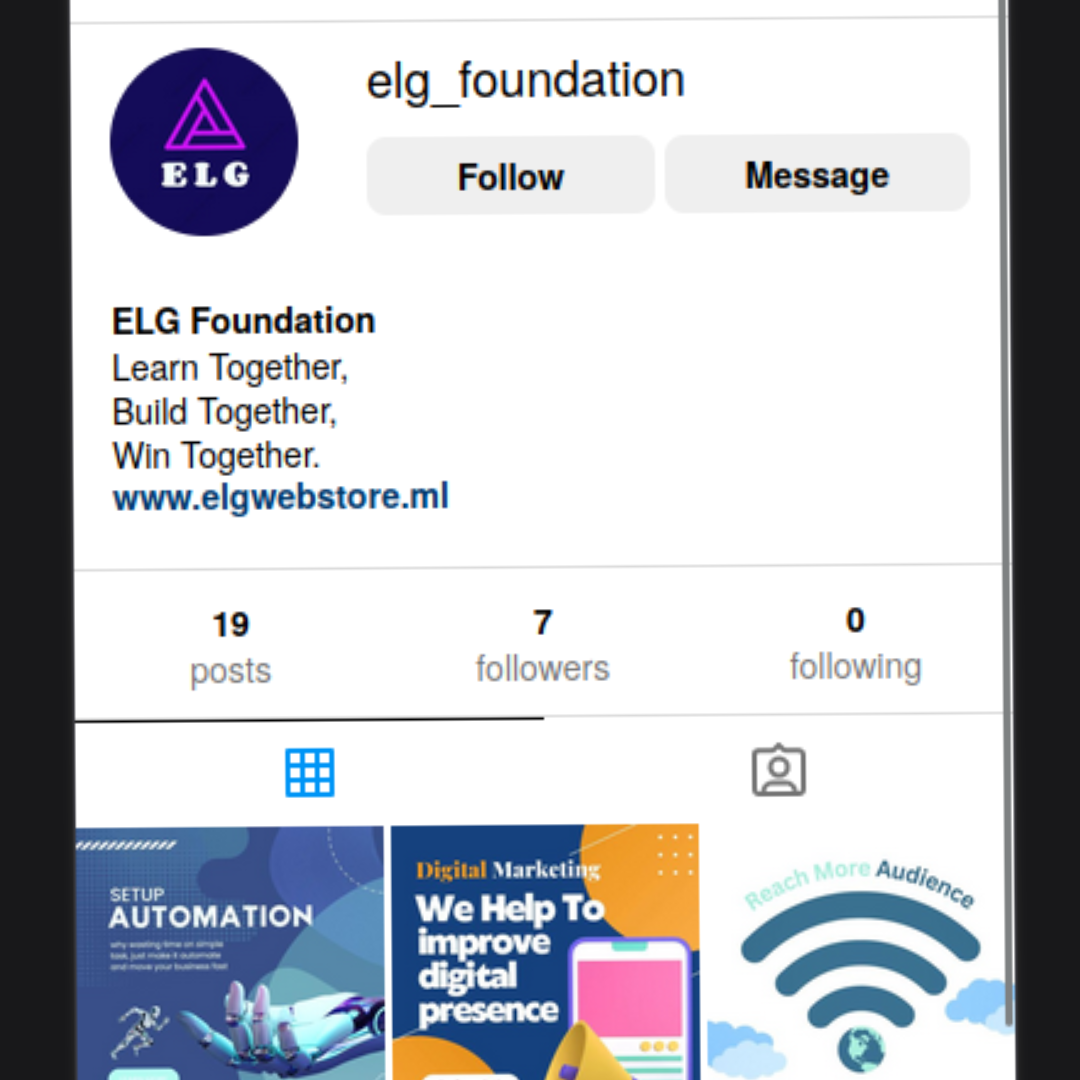 elg_foundation
ELG
Follow
Message
ELG Foundation
Learn Together,
Build Together,
Win Together.
www.elgwebstore.ml
19
posts
7
followers
0
following
SETUP
AUTOMATION
why wasting time on simple
task, just make it automate
and move your business fast
Digital Marketing
We Help To
improve
digital
presence
Reach More Audience